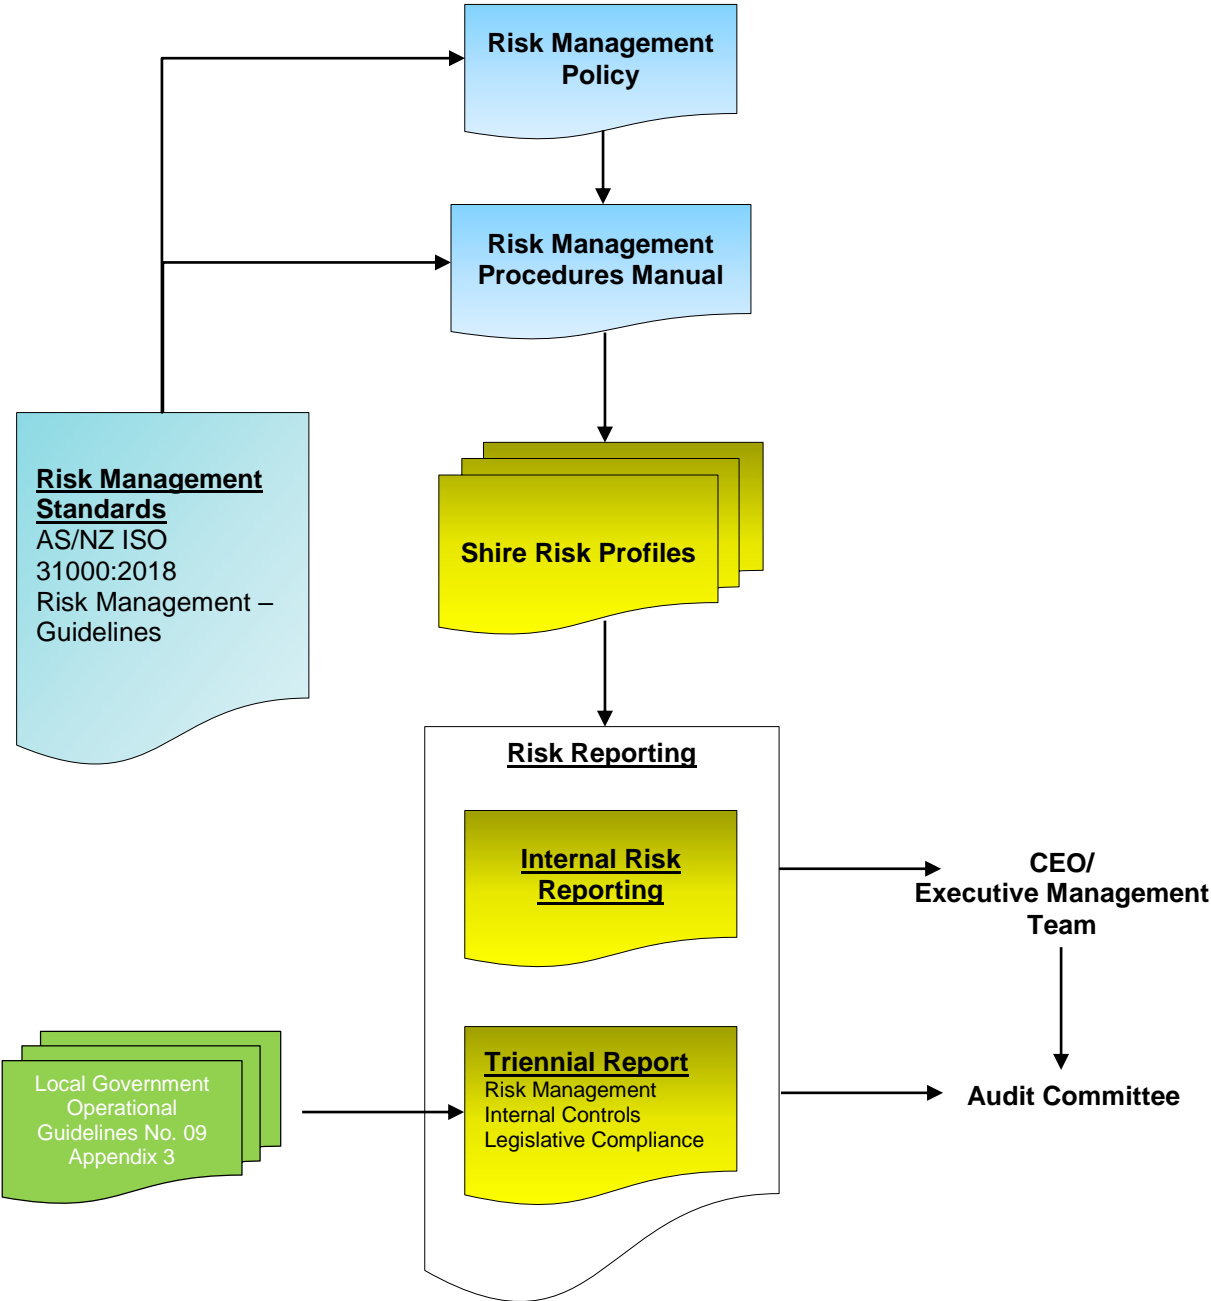 Risk Management
Policy
Risk Management
Procedures Manual
Risk Management
Standards
AS/NZ ISO
31000:2018
Risk Management –
Guidelines
Shire Risk Profiles
Risk Reporting
Internal Risk
Reporting
CEO/
Executive Management
Team
Local Government
Operational
Guidelines No. 09
Appendix 3
Triennial Report
Risk Management
Internal Controls
Legislative Compliance
Audit Committee